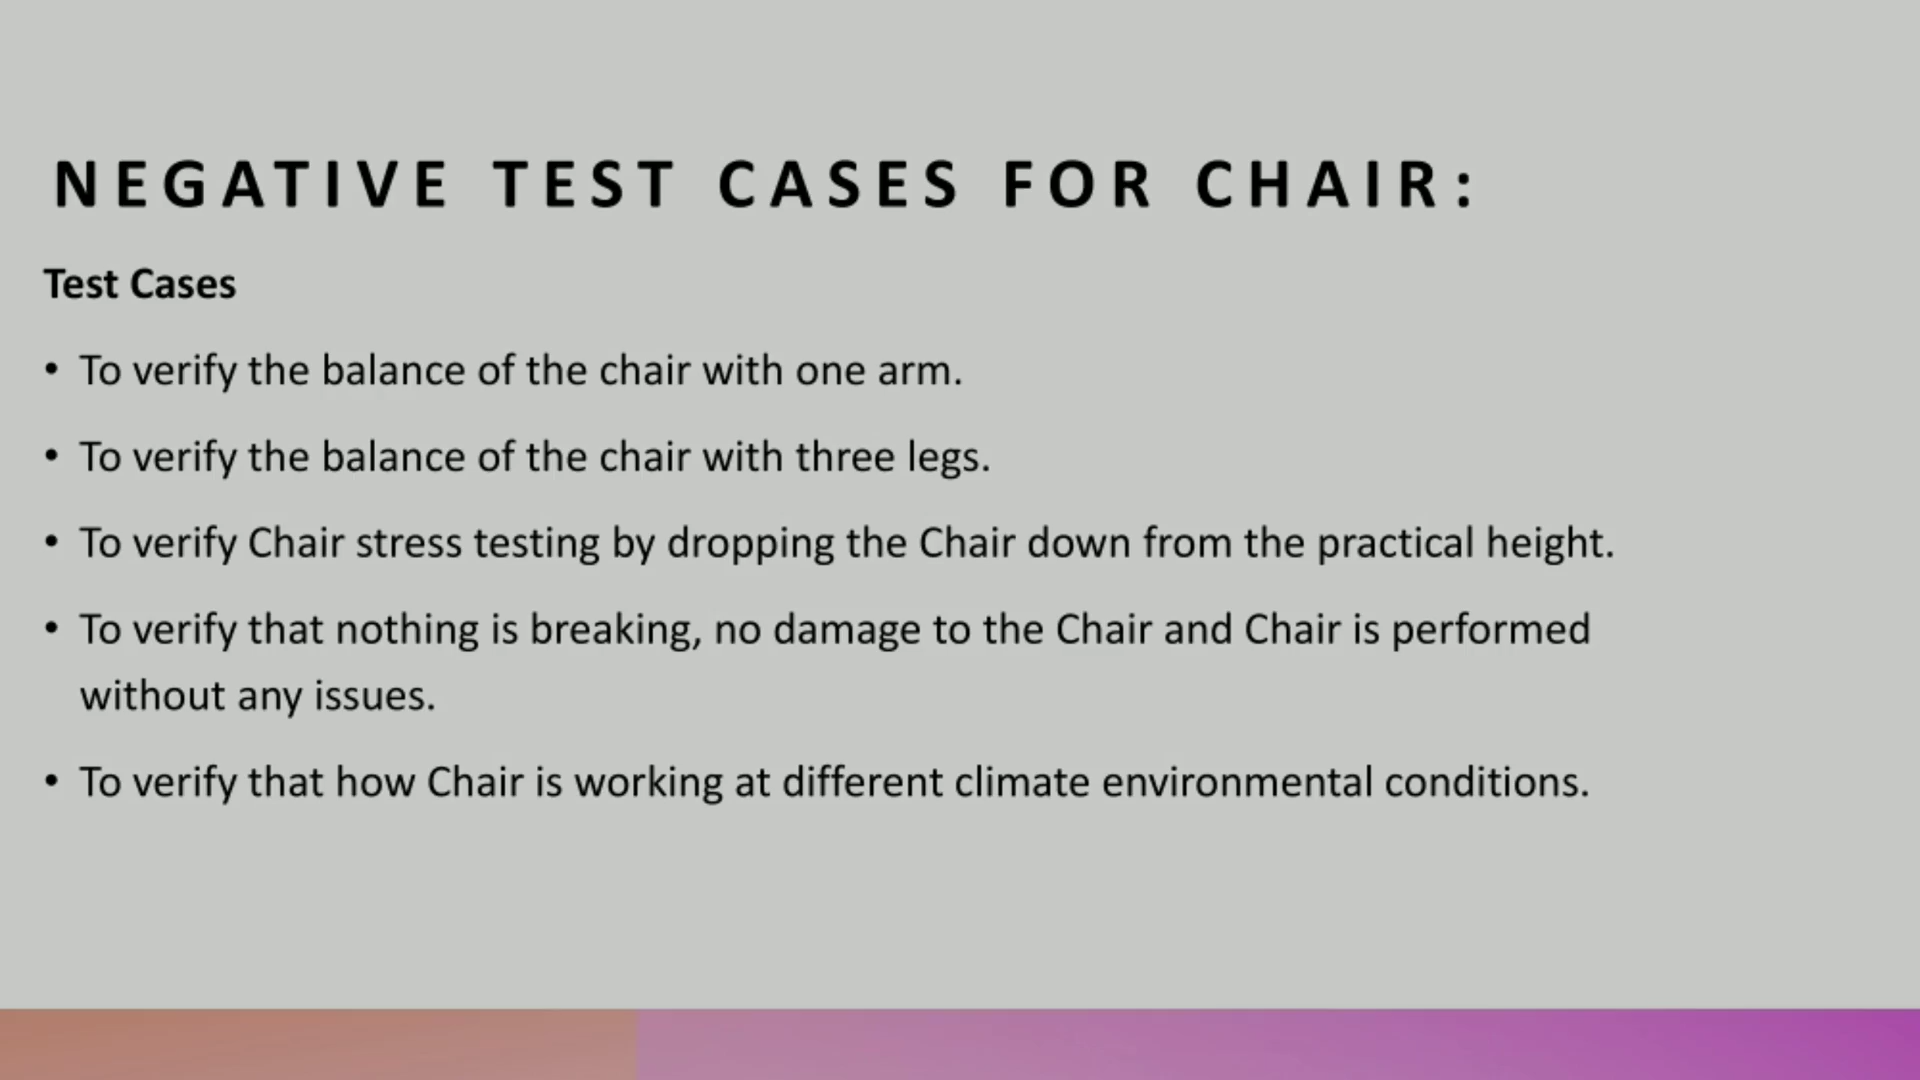 NEGATIVE TEST CASES FOR CHAIR:
Test Cases
• To verify the balance of the chair with one arm.
• To verify the balance of the chair with three legs.
• To verify Chair stress testing by dropping the Chair down from the practical height.
• To verify that nothing is breaking, no damage to the Chair and Chair is performed
without any issues.
• To verify that how Chair is working at different climate environmental conditions.